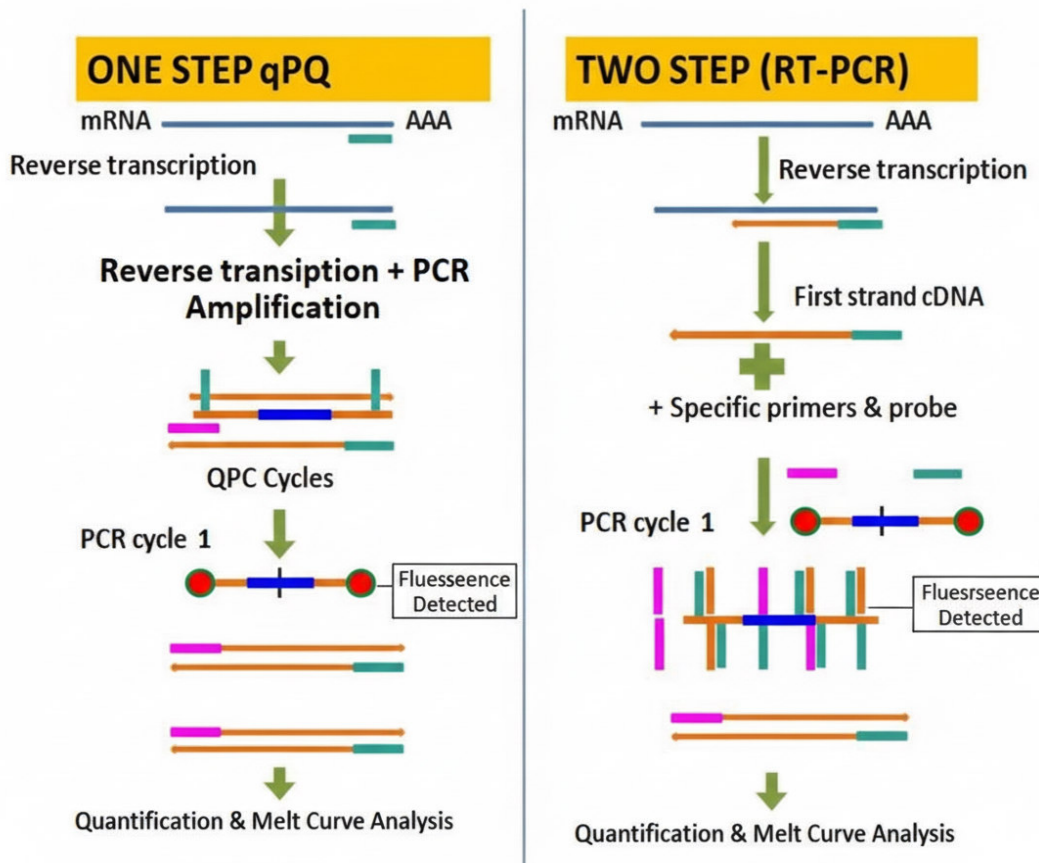 ONE STEP qPQ
mRNA AAA
Reverse transcription
Reverse transiption + PCR
Amplification
QPC Cycles
PCR cycle 1
Flueseeence
Detected
Quantification & Melt Curve Analysis
TWO STEP (RT-PCR)
mRNA AAA
Reverse transcription
First strand cDNA
+ Specific primers & probe
PCR cycle 1
Fluesrseence
Detected
Quantification & Melt Curve Analysis